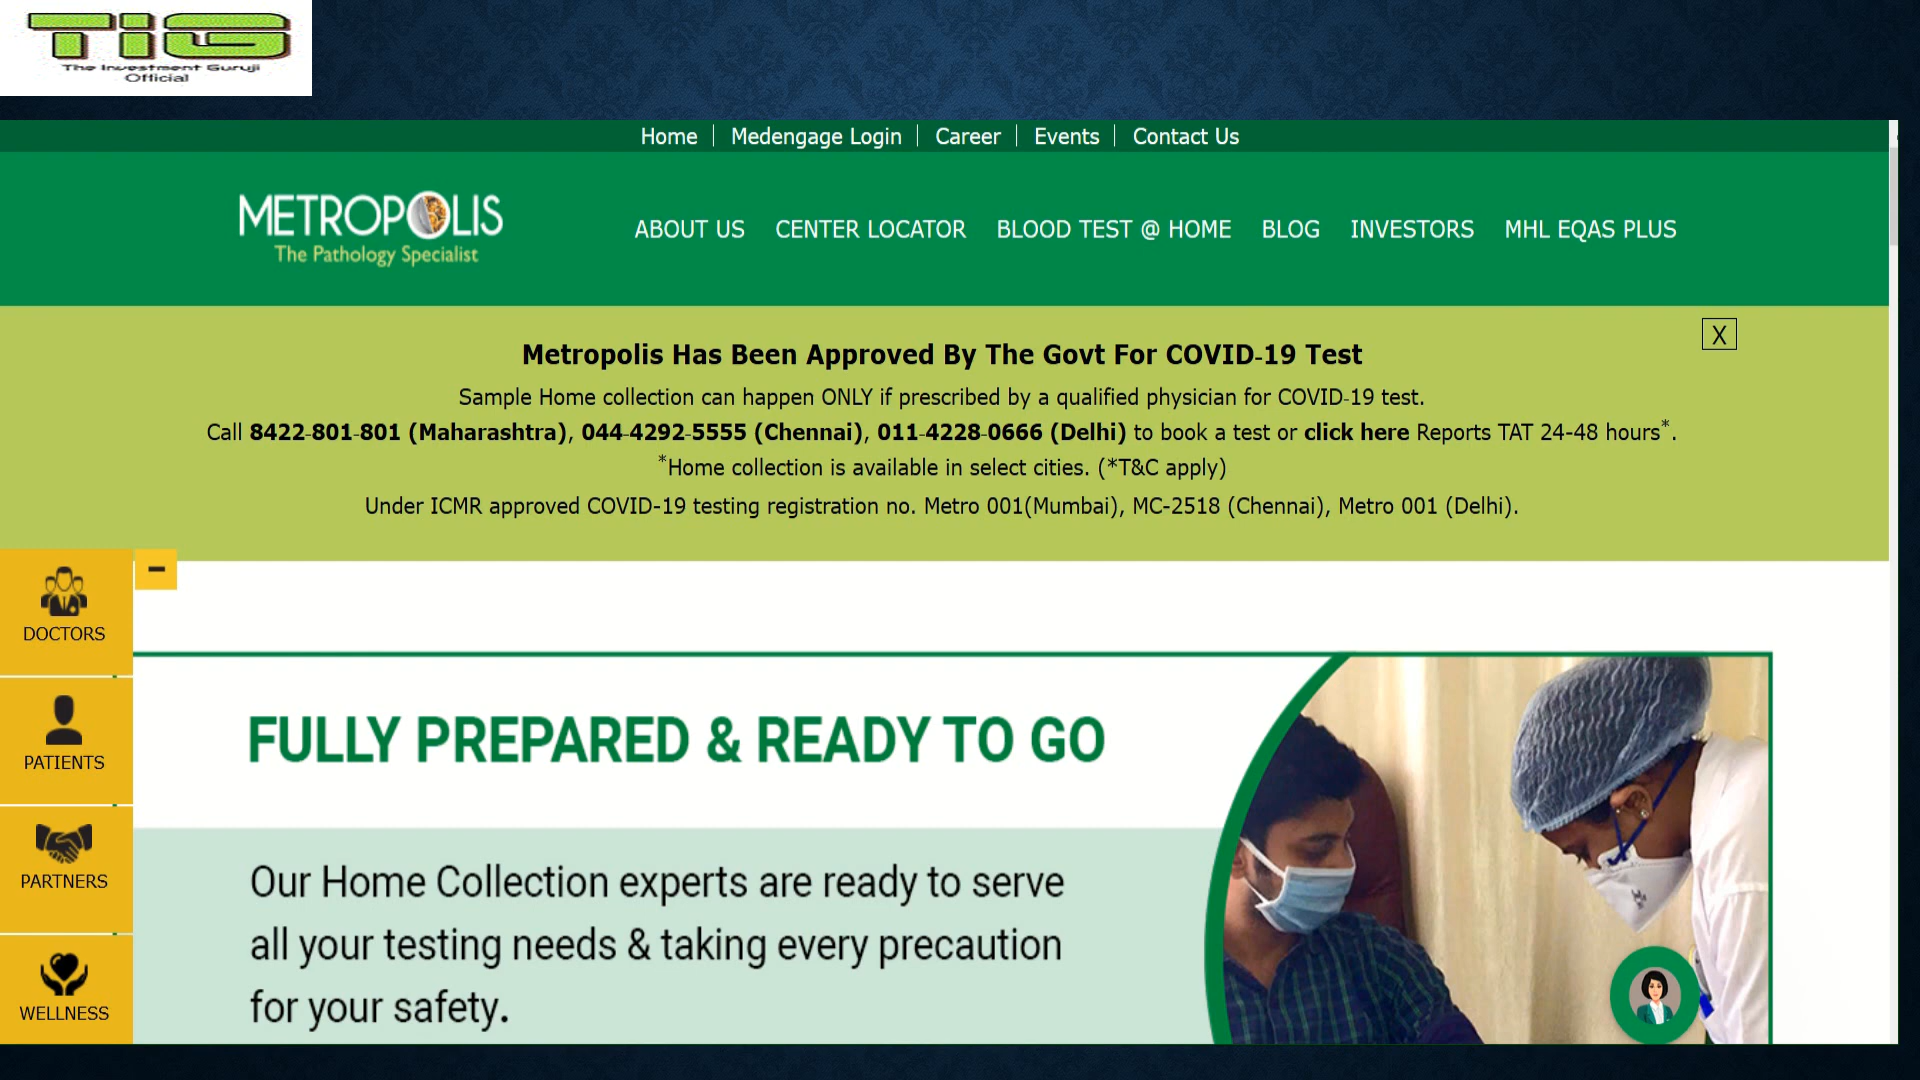 TiG
The Investment Guruji
Official
Home
Medengage Login
Career
Events
Contact Us
METROPOLIS
The Pathology Specialist
ABOUT US
CENTER LOCATOR
BLOOD TEST @ HOME
BLOG
INVESTORS
MHL EQAS PLUS
X
Metropolis Has Been Approved By The Govt For COVID-19 Test
Sample Home collection can happen ONLY if prescribed by a qualified physician for COVID-19 test.
Call 8422-801-801 (Maharashtra), 044-4292-5555 (Chennai), 011-4228-0666 (Delhi) to book a test or click here Reports TAT 24-48 hours*.
*Home collection is available in select cities. (*T&C apply)
Under ICMR approved COVID-19 testing registration no. Metro 001(Mumbai), MC-2518 (Chennai), Metro 001 (Delhi).
DOCTORS
PATIENTS
PARTNERS
WELLNESS
FULLY PREPARED & READY TO GO
Our Home Collection experts are ready to serve
all your testing needs & taking every precaution
for your safety.